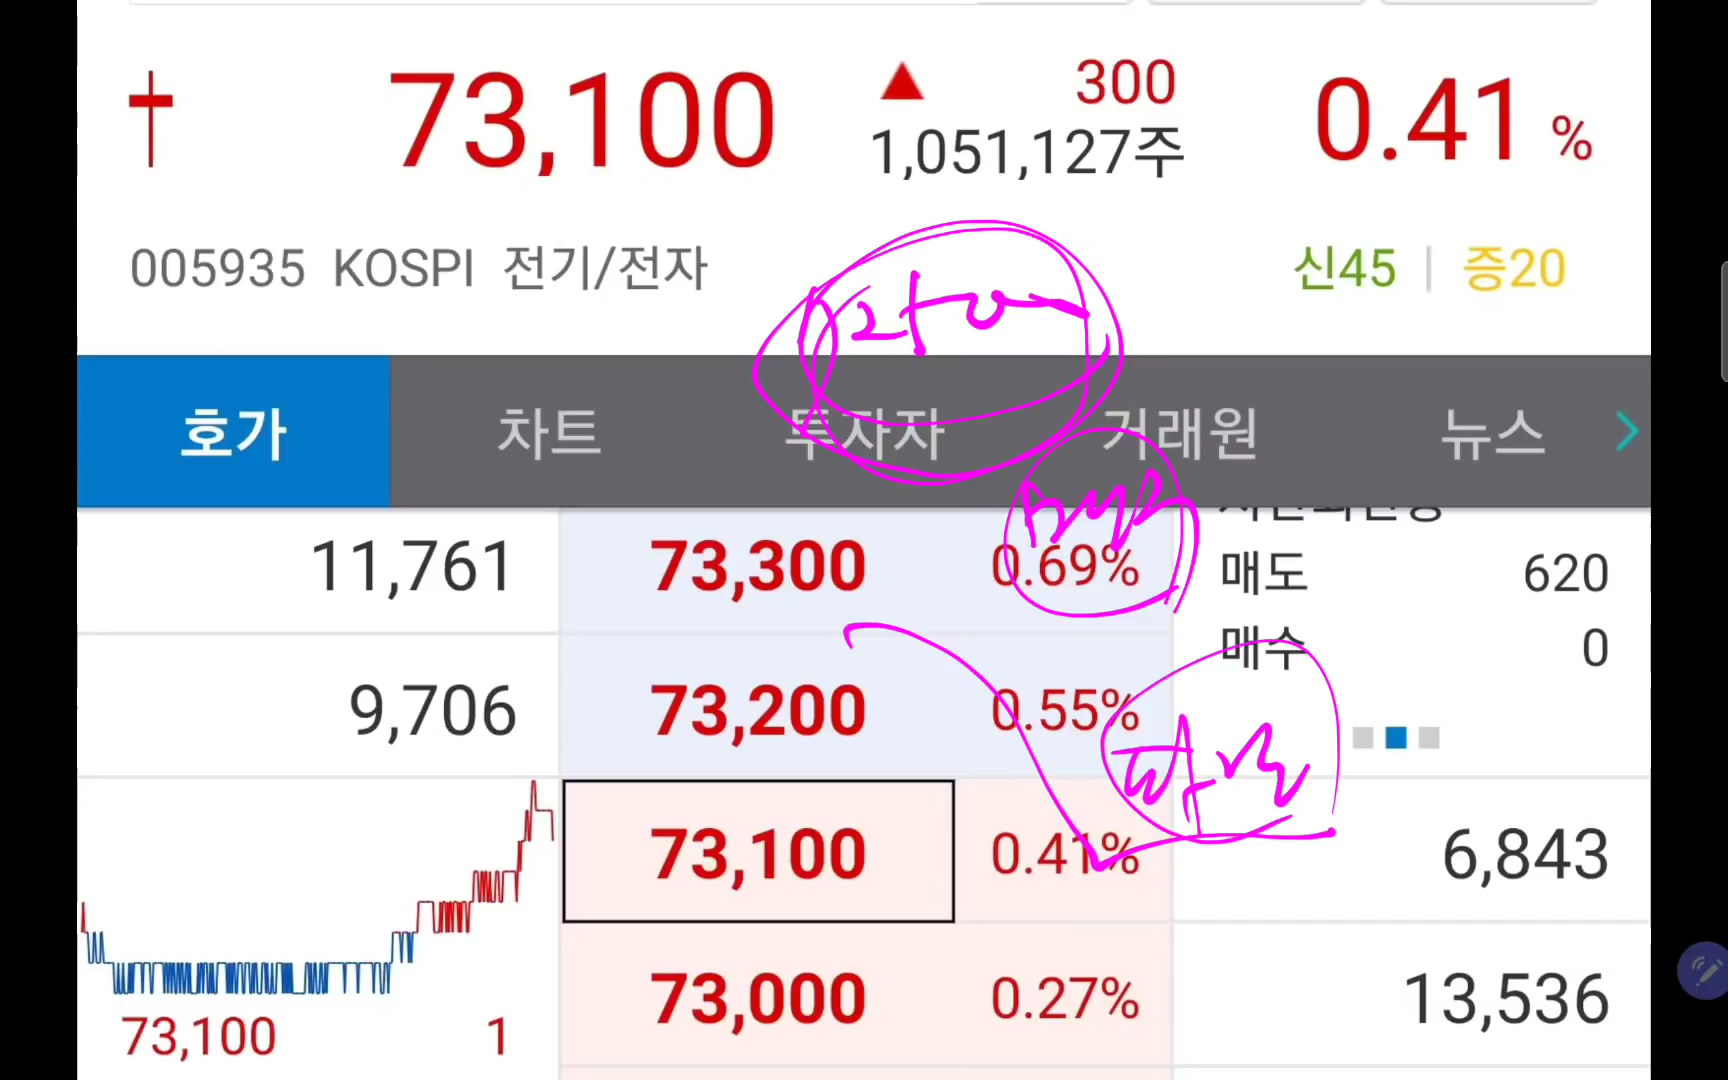 73,100 ▲ 300 0.41 %
1,051,127주
005935 KOSPI 전기/전자 신45 | 증20
호가 차트 투자자 거래원 뉴스
11,761 73,300 0.69% 매도 620
매수 0
9,706 73,200 0.55%
73,100 0.41% 6,843
73,000 0.27% 13,536
73,100 1